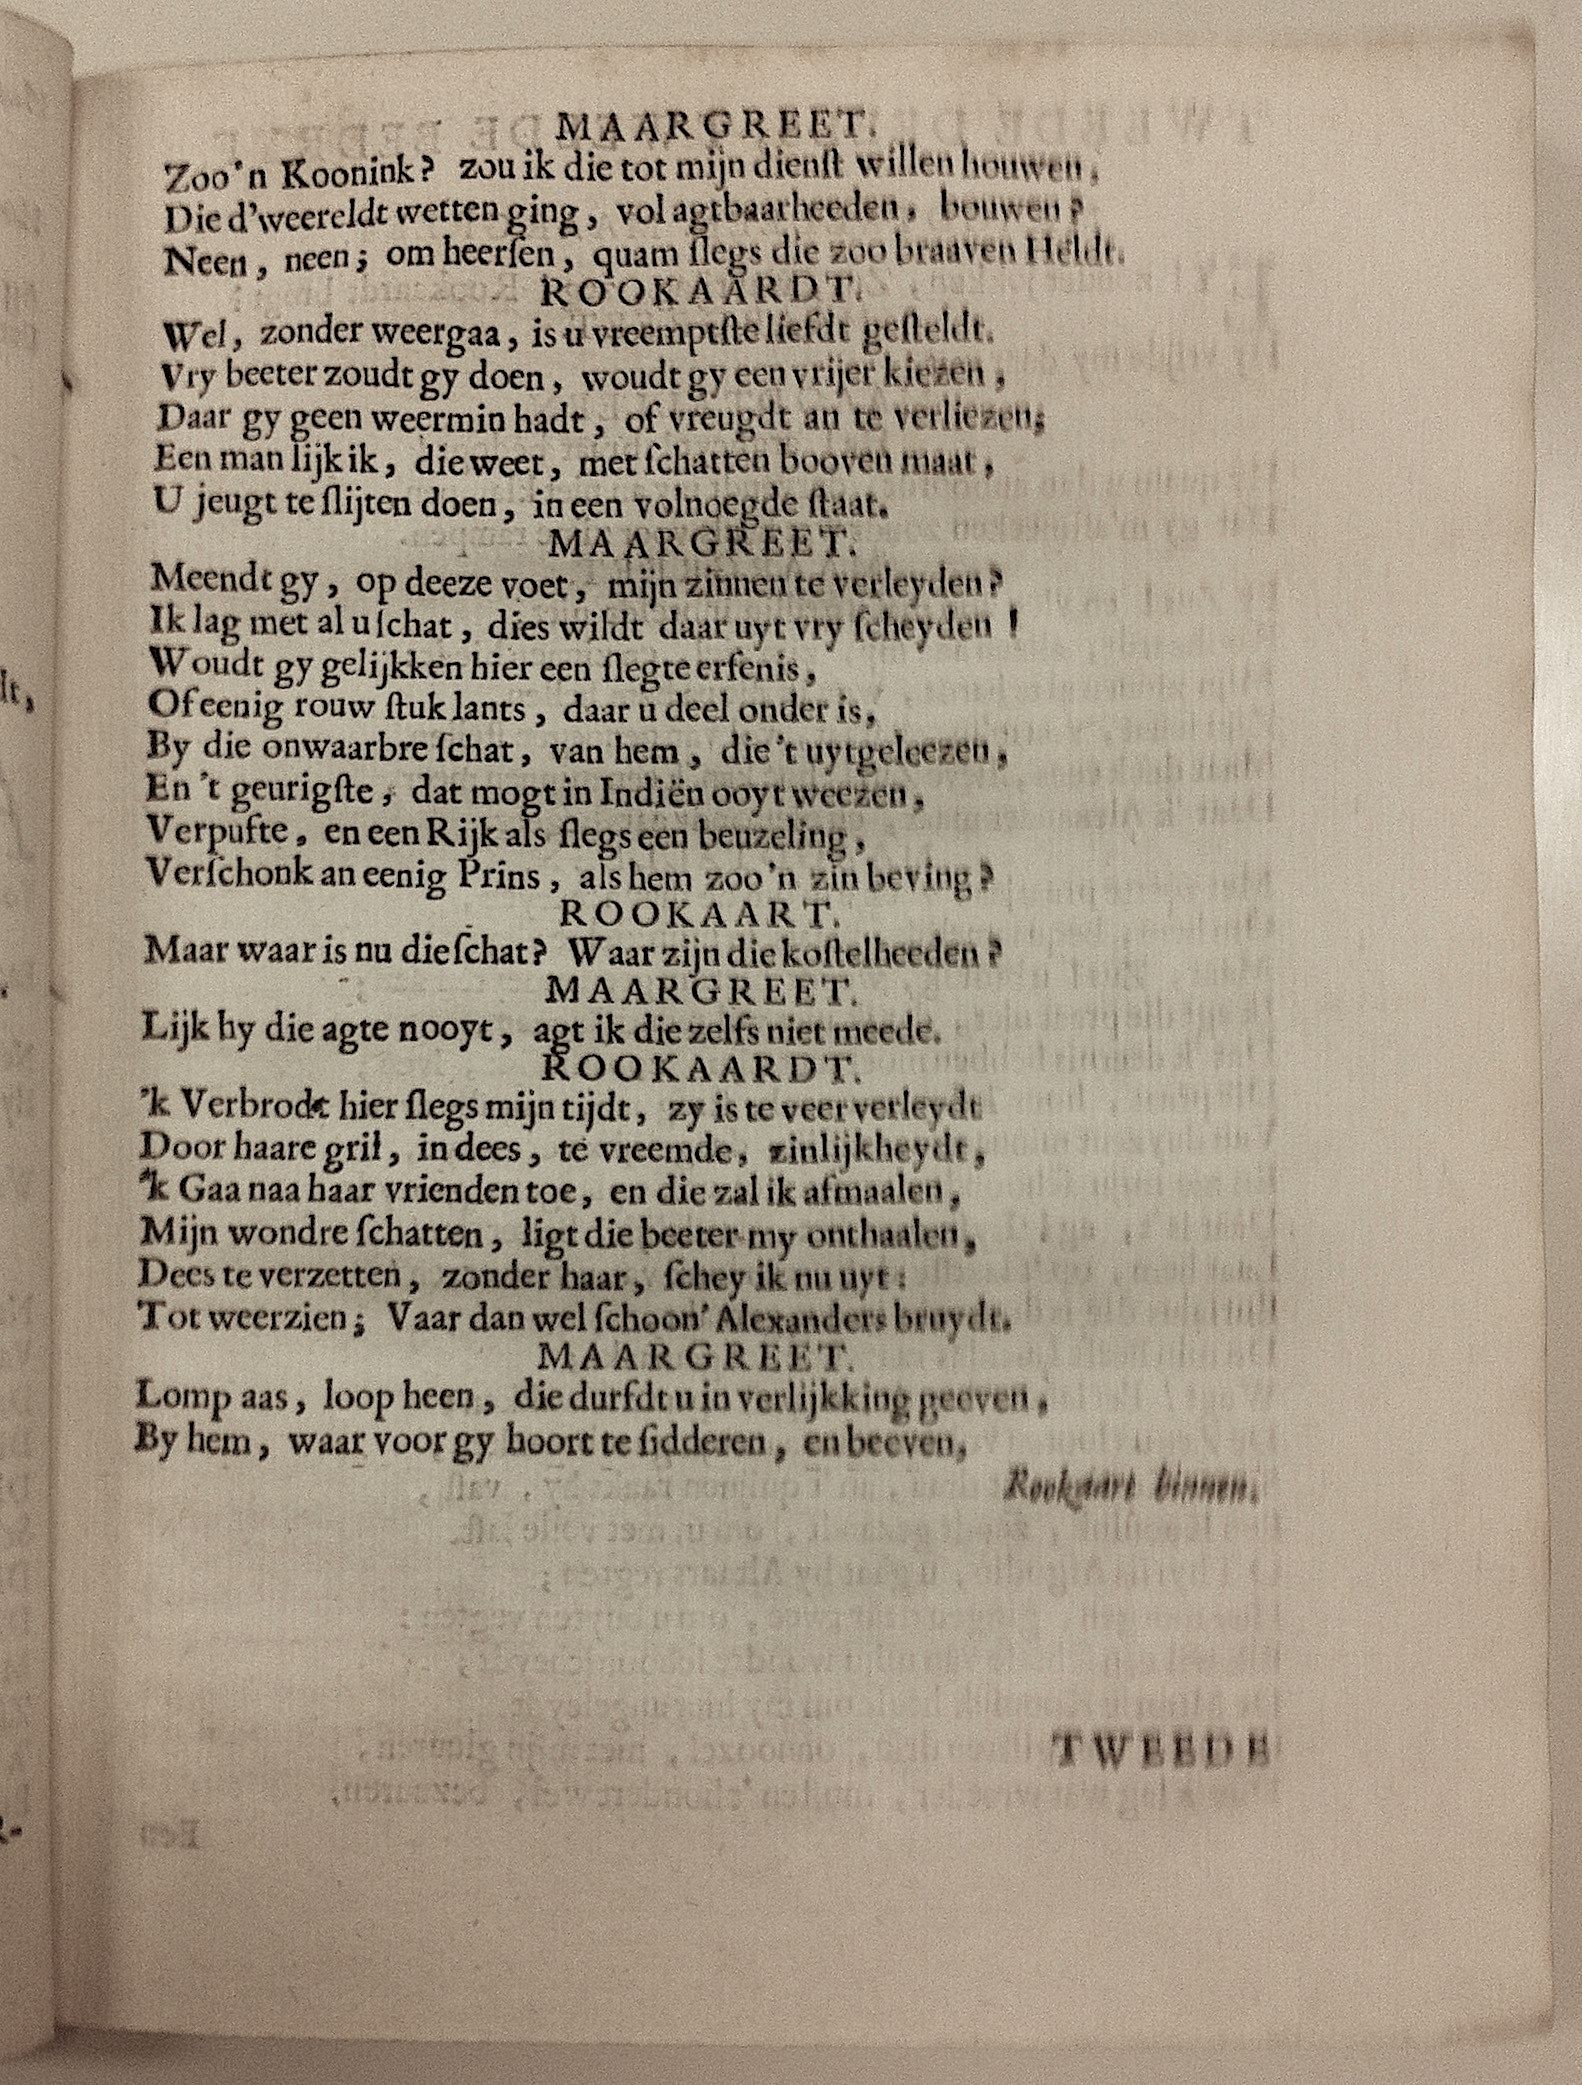 MAARGREET.
Zoo'n Koonink? zou ik die tot mijn dienſt willen houwen,
Die d'weereldt wetten ging, vol agtbaarheeden, bouwen?
Neen, neen; om heerſen, quam ſlegs die zoo braaven Heldt.
ROOKAARDT.
Wel, zonder weergaa, is u vreemptſte liefdt geſteldt.
Vry beeter zoudt gy doen, woudt gy een vrijer kiezen,
Daar gy geen weermin hadt, of vreugdt an te verliezen;
Een man lijk ik, die weet, met ſchatten booven maat,
U jeugt te ſlijten doen, in een volnoegde ſtaat.
MAARGREET.
Meendt gy, op deeze voet, mijn zinnen te verleyden?
Ik lag met al u ſchat, dies wildt daar uyt vry ſcheyden!
Woudt gy gelijkken hier een ſlegte erfenis,
Of eenig rouw ſtuk lants, daar u deel onder is,
By die onwaarbre ſchat, van hem, die 't uytgeleezen,
En 't geurigſte, dat mogt in Indiën ooyt weezen,
Verpufte, en een Rijk als ſlegs een beuzeling,
Verſchonk an eenig Prins, als hem zoo'n zin beving?
ROOKAART.
Maar waar is nu die ſchat? Waar zijn die koſtelheeden?
MAARGREET.
Lijk hy die agte nooyt, agt ik die zelfs niet meede.
ROOKAARDT.
'k Verbrodt hier ſlegs mijn tijdt, zy is te veer verleydt
Door haare gril, in dees, te vreemde, zinlijkheydt,
'k Gaa naa haar vrienden toe, en die zal ik afmaalen,
Mijn wondre ſchatten, ligt die beeter my onthaalen,
Dees te verzetten, zonder haar, ſchey ik nu uyt:
Tot weerzien; Vaar dan wel ſchoon' Alexanders bruydt.
MAARGREET.
Lomp aas, loop heen, die durfdt u in verlijkking geeven,
By hem, waar voor gy hoort te ſidderen, en beeven,
Rookaart binnen.
TWEEDE